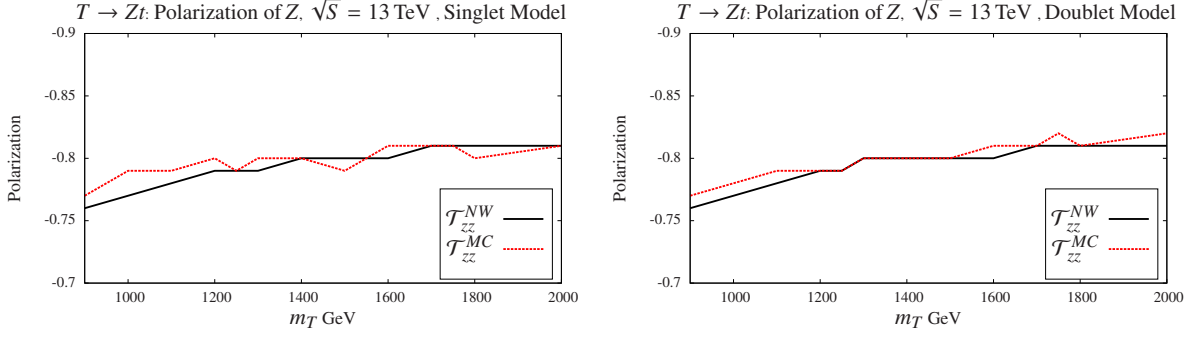 T → Zt: Polarization of Z, √S = 13 TeV , Singlet Model
-0.9
-0.85
-0.8
-0.75
-0.7
Polarization
1000 1200 1400 1600 1800 2000
m_T GeV
𝒯_zz^NW
𝒯_zz^MC
T → Zt: Polarization of Z, √S = 13 TeV , Doublet Model
-0.9
-0.85
-0.8
-0.75
-0.7
Polarization
1000 1200 1400 1600 1800 2000
m_T GeV
𝒯_zz^NW
𝒯_zz^MC